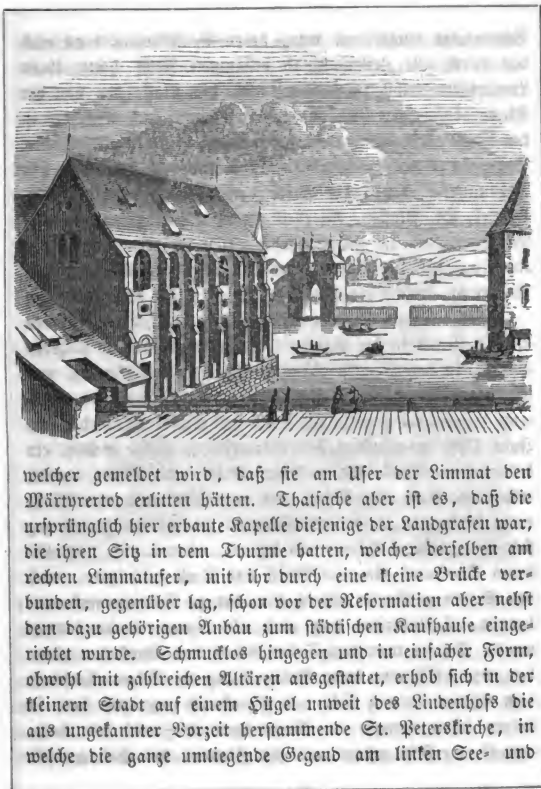 welcher gemeldet wird, daß sie am Ufer der Limmat den
Märtyrertod erlitten hätten. Thatsache aber ist es, daß die
ursprünglich hier erbaute Kapelle diejenige der Landgrafen war,
die ihren Sitz in dem Thurme hatten, welcher derselben am
rechten Limmatufer, mit ihr durch eine kleine Brücke ver-
bunden, gegenüber lag, schon vor der Reformation aber nebst
dem dazu gehörigen Anbau zum städtischen Kaufhause einge-
richtet wurde. Schmucklos hingegen und in einfacher Form,
obwohl mit zahlreichen Altären ausgestattet, erhob sich in der
kleinern Stadt auf einem Hügel unweit des Lindenhofs die
aus ungekannter Vorzeit herstammende St. Peterskirche, in
welche die ganze umliegende Gegend am linken See- und